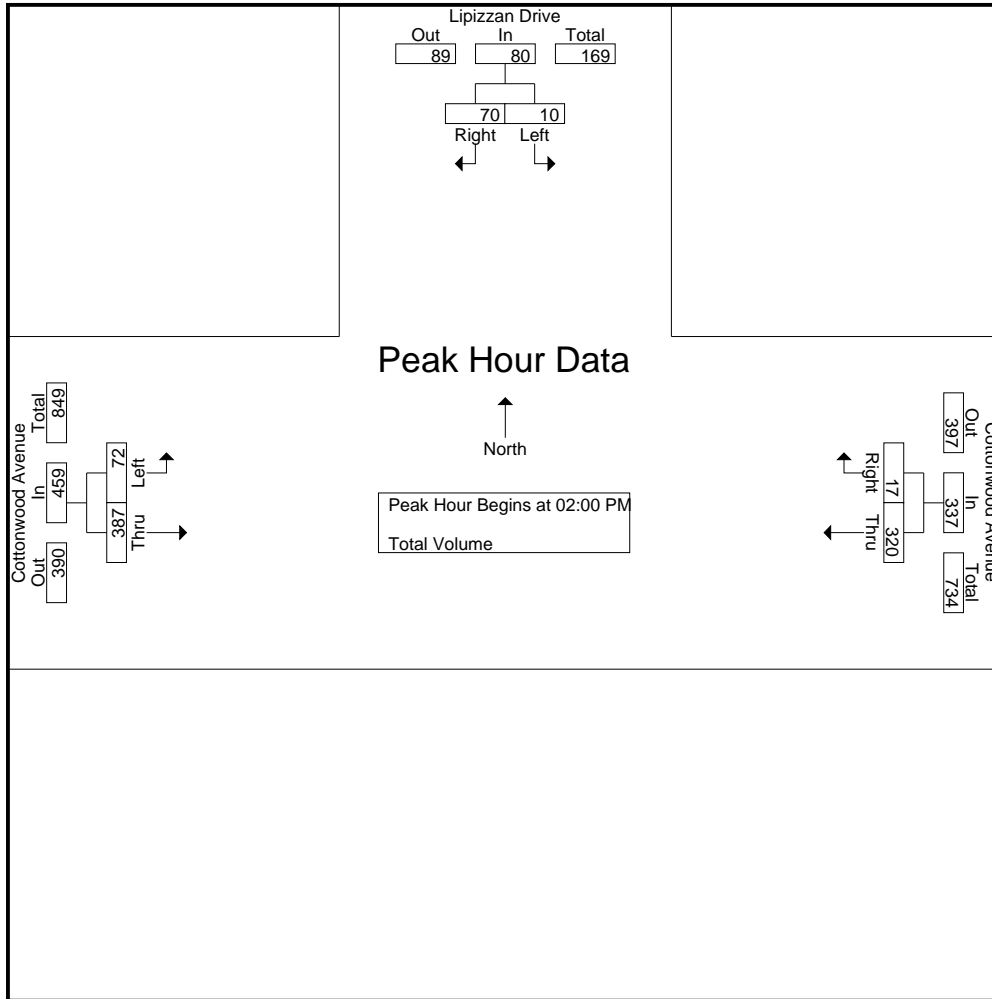 Lipizzan Drive
Out In Total
89 80 169
70 10
Right Left
Peak Hour Data
North
Peak Hour Begins at 02:00 PM
Total Volume
Cottonwood Avenue
Total In Out
849 459 390
72 387
Left Thru
Cottonwood Avenue
Out In Total
397 337 734
17 320
Right Thru